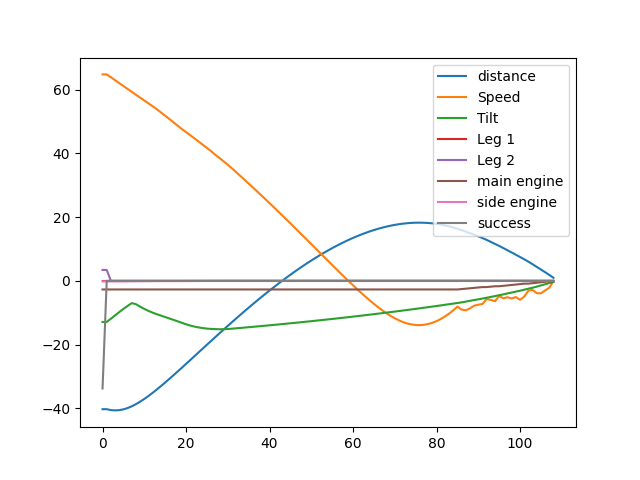 60
40
20
0
−20
−40
0
20
40
60
80
100
distance
Speed
Tilt
Leg 1
Leg 2
main engine
side engine
success